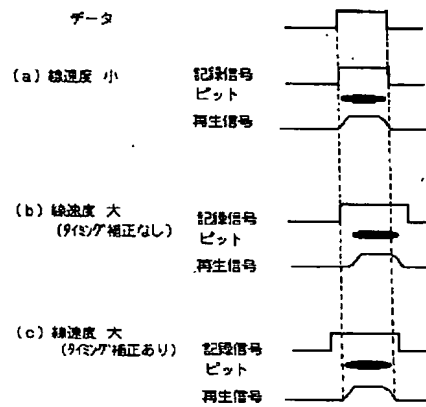 データ
(a) 線速度 小
記録信号
ピット
再生信号
(b) 線速度 大
(タイミング補正なし)
記録信号
ピット
再生信号
(c) 線速度 大
(タイミング補正あり)
記録信号
ピット
再生信号